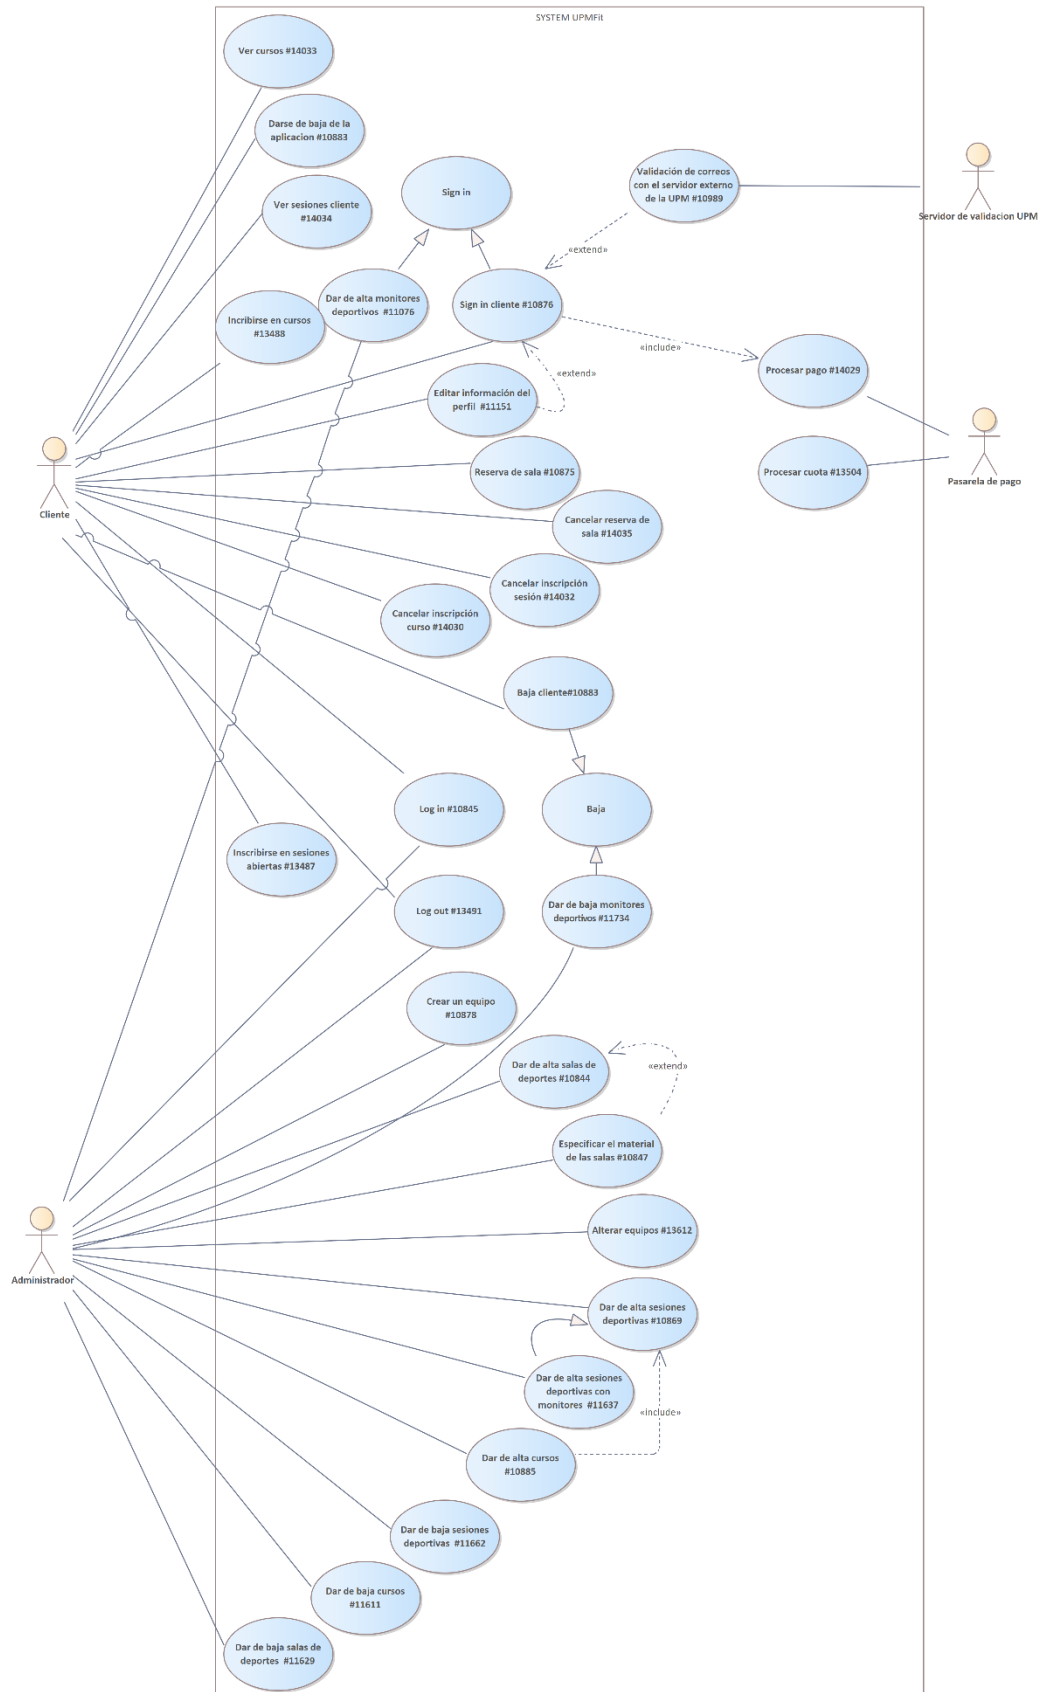 SYSTEM UPMFit
Ver cursos #14033
Darse de baja de la
aplicacion #10883
Ver sesiones cliente
#14034
Sign in
Validación de correos
con el servidor externo
de la UPM #10989
Servidor de validacion UPM
«extend»
Incribirse en cursos
#13488
Dar de alta monitores
deportivos #11076
Sign in cliente #10876
«include»
Procesar pago #14029
«extend»
Editar información del
perfil #11151
Reserva de sala #10875
Procesar cuota #13504
Pasarela de pago
Cliente
Cancelar reserva de
sala #14035
Cancelar inscripción
sesión #14032
Cancelar inscripción
curso #14030
Baja cliente#10883
Log in #10845
Baja
Inscribirse en sesiones
abiertas #13487
Log out #13491
Dar de baja monitores
deportivos #11734
Crear un equipo
#10878
Dar de alta salas de
deportes #10844
«extend»
Especificar el material
de las salas #10847
Alterar equipos #13612
Administrador
Dar de alta sesiones
deportivas #10869
Dar de alta sesiones
deportivas con
monitores #11637
«include»
Dar de alta cursos
#10885
Dar de baja sesiones
deportivas #11662
Dar de baja cursos
#11611
Dar de baja salas de
deportes #11629